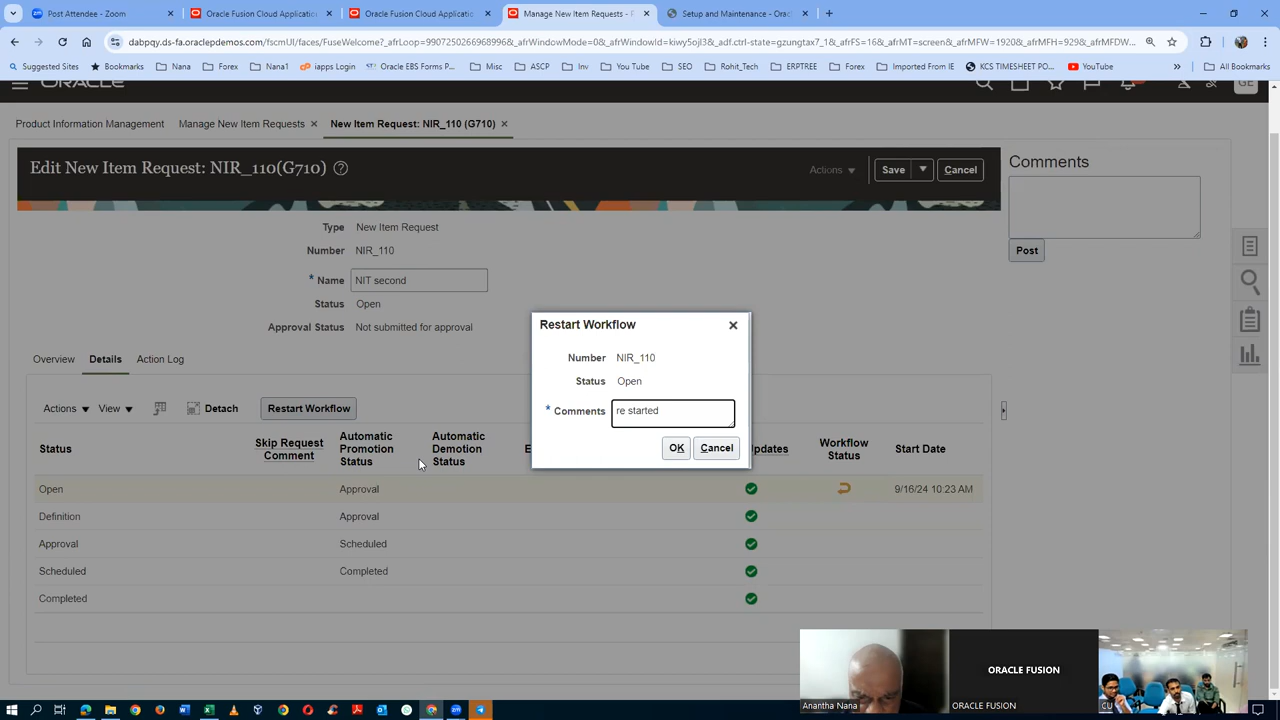 Post Attendee - Zoom
Oracle Fusion Cloud Application
Oracle Fusion Cloud Application
Manage New Item Requests - P
Setup and Maintenance - Oracl
dabpqy.ds-fa.oraclepdemos.com/fscmUI/faces/FuseWelcome?_afrLoop=99072502669689968&_afrWindowMode=0&_afrWindowId=kiwy5ojl3&_adf.ctrl-state=gzungtax7_1&_afrFS=16&_afrMT=screen&_afrMFW=1920&_afrMFH=929&_afrMFDW...
Suggested Sites
Bookmarks
Nana
Forex
Nana1
iapps Login
Oracle EBS Forms P...
Misc
ASCP
Inv
You Tube
SEO
Rohit_Tech
ERPTREE
Forex
Imported From IE
KCS TIMESHEET PO...
YouTube
All Bookmarks
ORACLE
GE
Product Information Management
Manage New Item Requests
New Item Request: NIR_110 (G710)
Edit New Item Request: NIR_110(G710)
Actions
Save
Cancel
Comments
Post
Type New Item Request
Number NIR_110
* Name NIT second
Status Open
Approval Status Not submitted for approval
Overview
Details
Action Log
Actions
View
Detach
Restart Workflow
Status
Skip Request Comment
Automatic Promotion Status
Automatic Demotion Status
E
pdates
Workflow Status
Start Date
Open Approval 9/16/24 10:23 AM
Definition Approval
Approval Scheduled
Scheduled Completed
Completed
Restart Workflow
Number NIR_110
Status Open
* Comments re started
OK
Cancel
ORACLE FUSION
Anantha Nana
ORACLE FUSION
CU